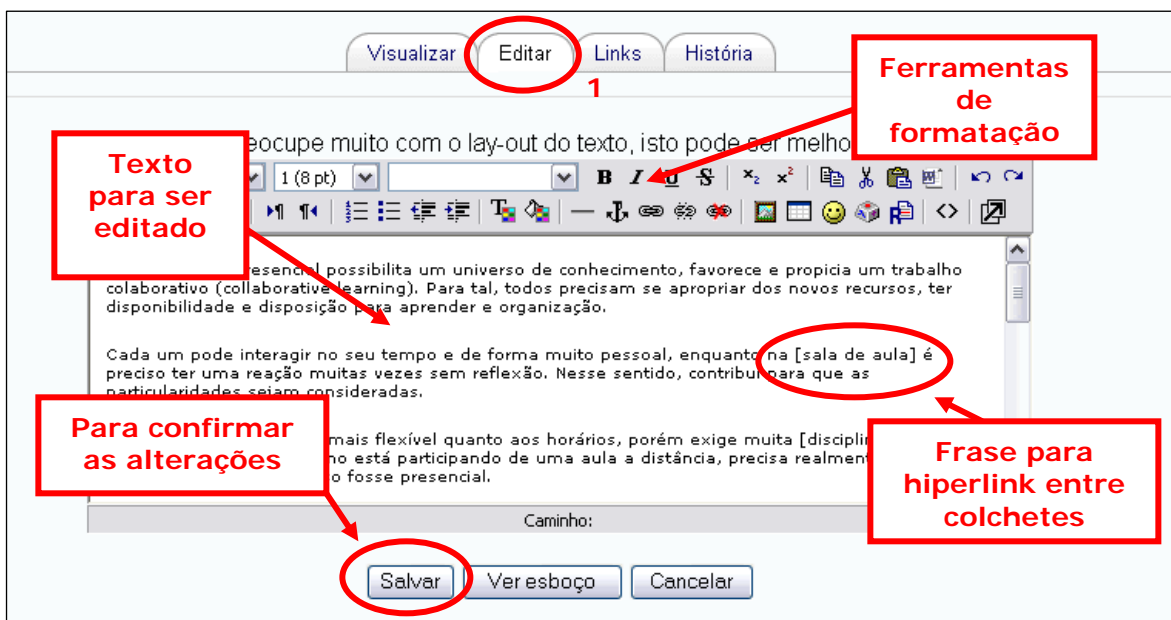 Visualizar Editar Links História
1
Ferramentas
de
formatação
muito com o lay-out do texto, isto pode ser
Texto
para ser
editado
1 (8 pt)
B I U S x₂ x²
possibilita um universo de conhecimento, favorece e propicia um trabalho
colaborativo (collaborative learning). Para tal, todos precisam se apropriar dos novos recursos, ter
disponibilidade e disposição para aprender e organização.
Cada um pode interagir no seu tempo e de forma muito pessoal, enquanto na [sala de aula] é
preciso ter uma reação muitas vezes sem reflexão. Nesse sentido, contribui para que as
particularidades sejam consideradas.
Para confirmar
as alterações
mais flexível quanto aos horários, porém exige muita
está participando de uma aula a distância, precisa
fosse presencial.
Frase para
hiperlink entre
colchetes
Caminho:
Salvar Ver esboço Cancelar